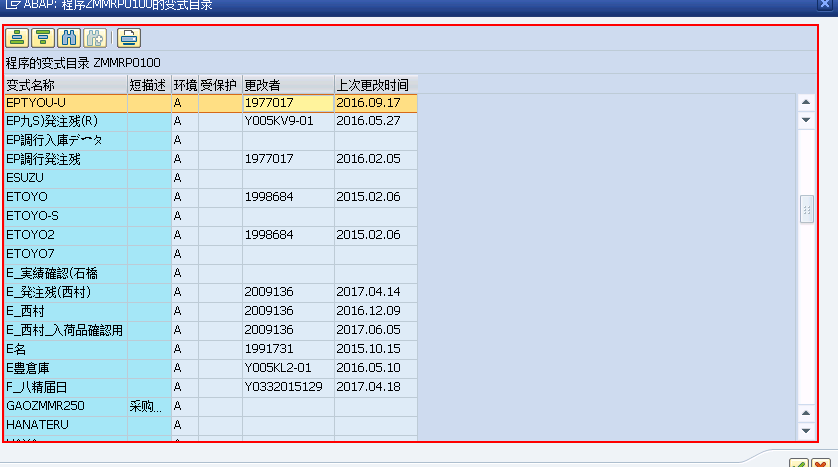 ABAP: 程序ZMMRP0100的变式目录
程序的变式目录 ZMMRP0100
变式名称 短描述 环境 受保护 更改者 上次更改时间
EPTYOU-U A 1977017 2016.09.17
EP九S)発注残(R) A Y005KV9-01 2016.05.27
EP調行入庫データ A
EP調行発注残 A 1977017 2016.02.05
ESUZU A
ETOYO A 1998684 2015.02.06
ETOYO-S A
ETOYO2 A 1998684 2015.02.06
ETOYO7 A
E_実績確認(石橋 A
E_発注残(西村) A 2009136 2017.04.14
E_西村 A 2009136 2016.12.09
E_西村_入荷品確認用 A 2009136 2017.06.05
E名 A 1991731 2015.10.15
E豊倉庫 A Y005KL2-01 2016.05.10
F_八精届日 A Y0332015129 2017.04.18
GAOZMMR250 采购... A
HANATERU A